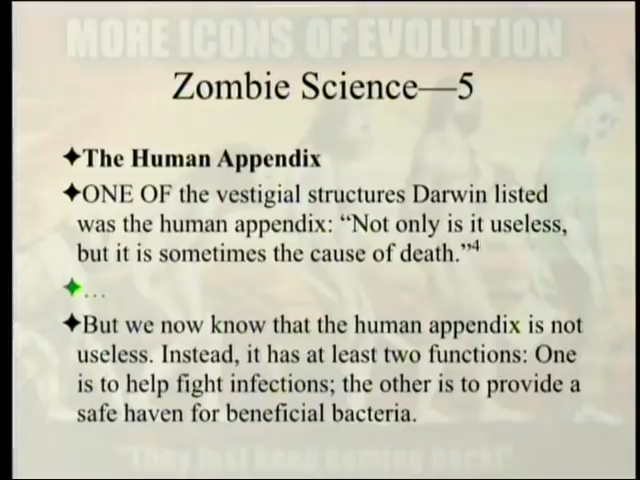 MORE ICONS OF EVOLUTION
Zombie Science—5
✦The Human Appendix
✦ONE OF the vestigial structures Darwin listed
was the human appendix: “Not only is it useless,
but it is sometimes the cause of death.”4
✦…
✦But we now know that the human appendix is not
useless. Instead, it has at least two functions: One
is to help fight infections; the other is to provide a
safe haven for beneficial bacteria.
"They just keep coming back!"